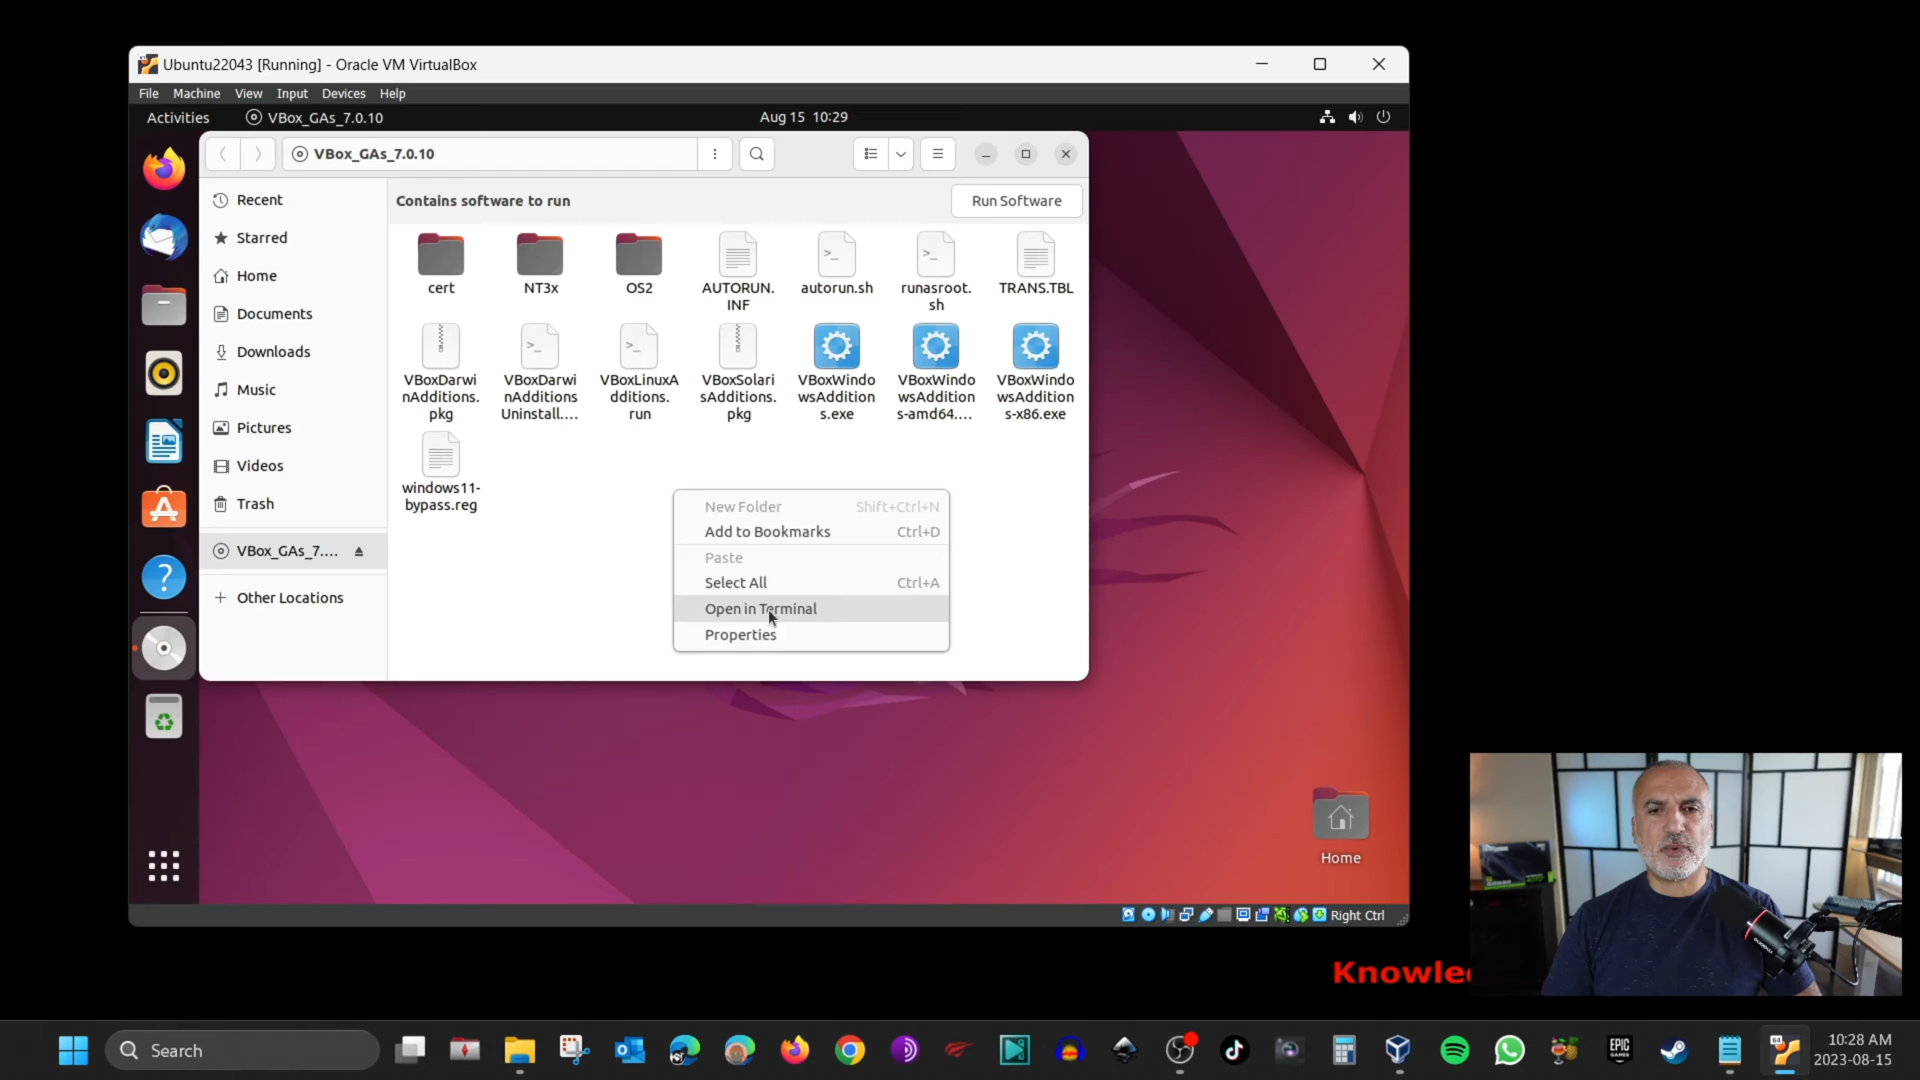 Ubuntu22043 [Running] - Oracle VM VirtualBox
File Machine View Input Devices Help
Activities VBox_GAs_7.0.10 Aug 15 10:29
VBox_GAs_7.0.10
Recent
Starred
Home
Documents
Downloads
Music
Pictures
Videos
Trash
VBox_GAs_7....
Other Locations
Contains software to run Run Software
cert
NT3x
OS2
AUTORUN.
INF
autorun.sh
runasroot.
sh
TRANS.TBL
VBoxDarwi
nAdditions.
pkg
VBoxDarwi
nAdditions
Uninstall....
VBoxLinuxA
dditions.
run
VBoxSolari
sAdditions.
pkg
VBoxWindo
wsAddition
s.exe
VBoxWindo
wsAddition
s-amd64....
VBoxWindo
wsAddition
s-x86.exe
windows11-
bypass.reg
New Folder Shift+Ctrl+N
Add to Bookmarks Ctrl+D
Paste
Select All Ctrl+A
Open in Terminal
Properties
Home
Right Ctrl
Search
EPIC
GAMES
64
10:28 AM
2023-08-15